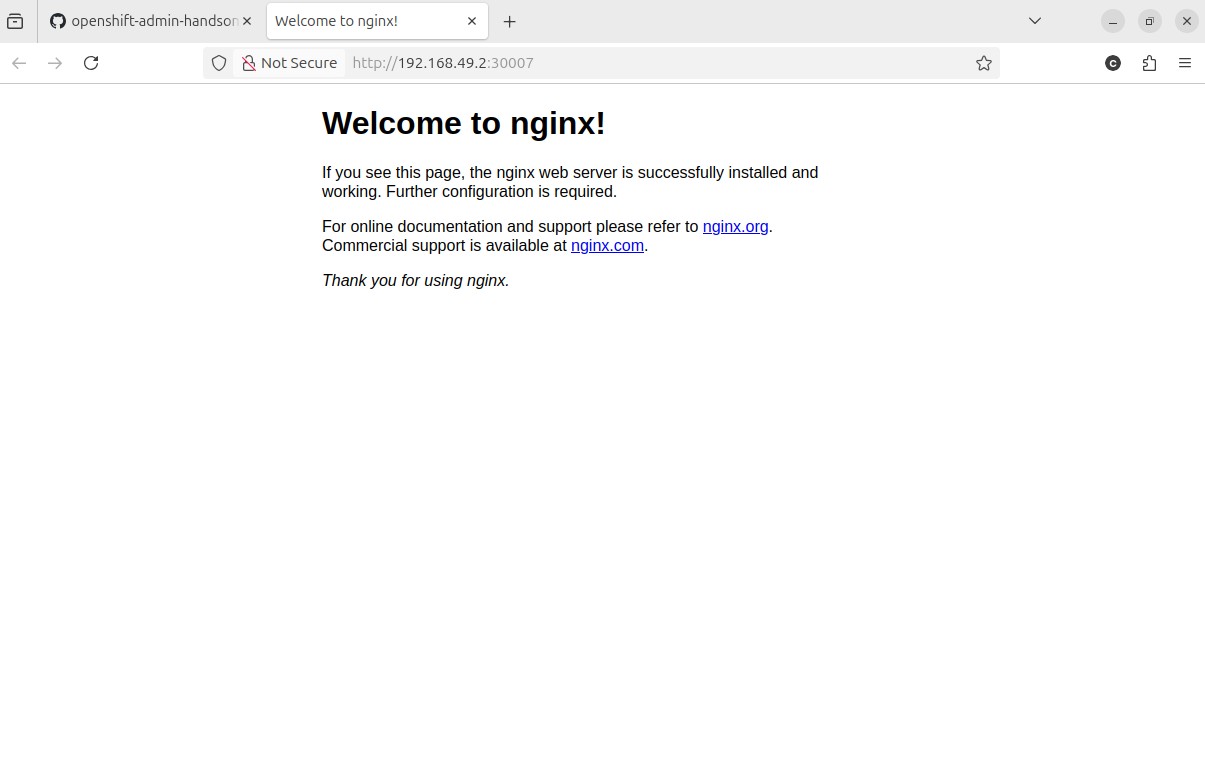 openshift-admin-handson
Welcome to nginx!
Not Secure http://192.168.49.2:30007
Welcome to nginx!
If you see this page, the nginx web server is successfully installed and
working. Further configuration is required.
For online documentation and support please refer to nginx.org.
Commercial support is available at nginx.com.
Thank you for using nginx.